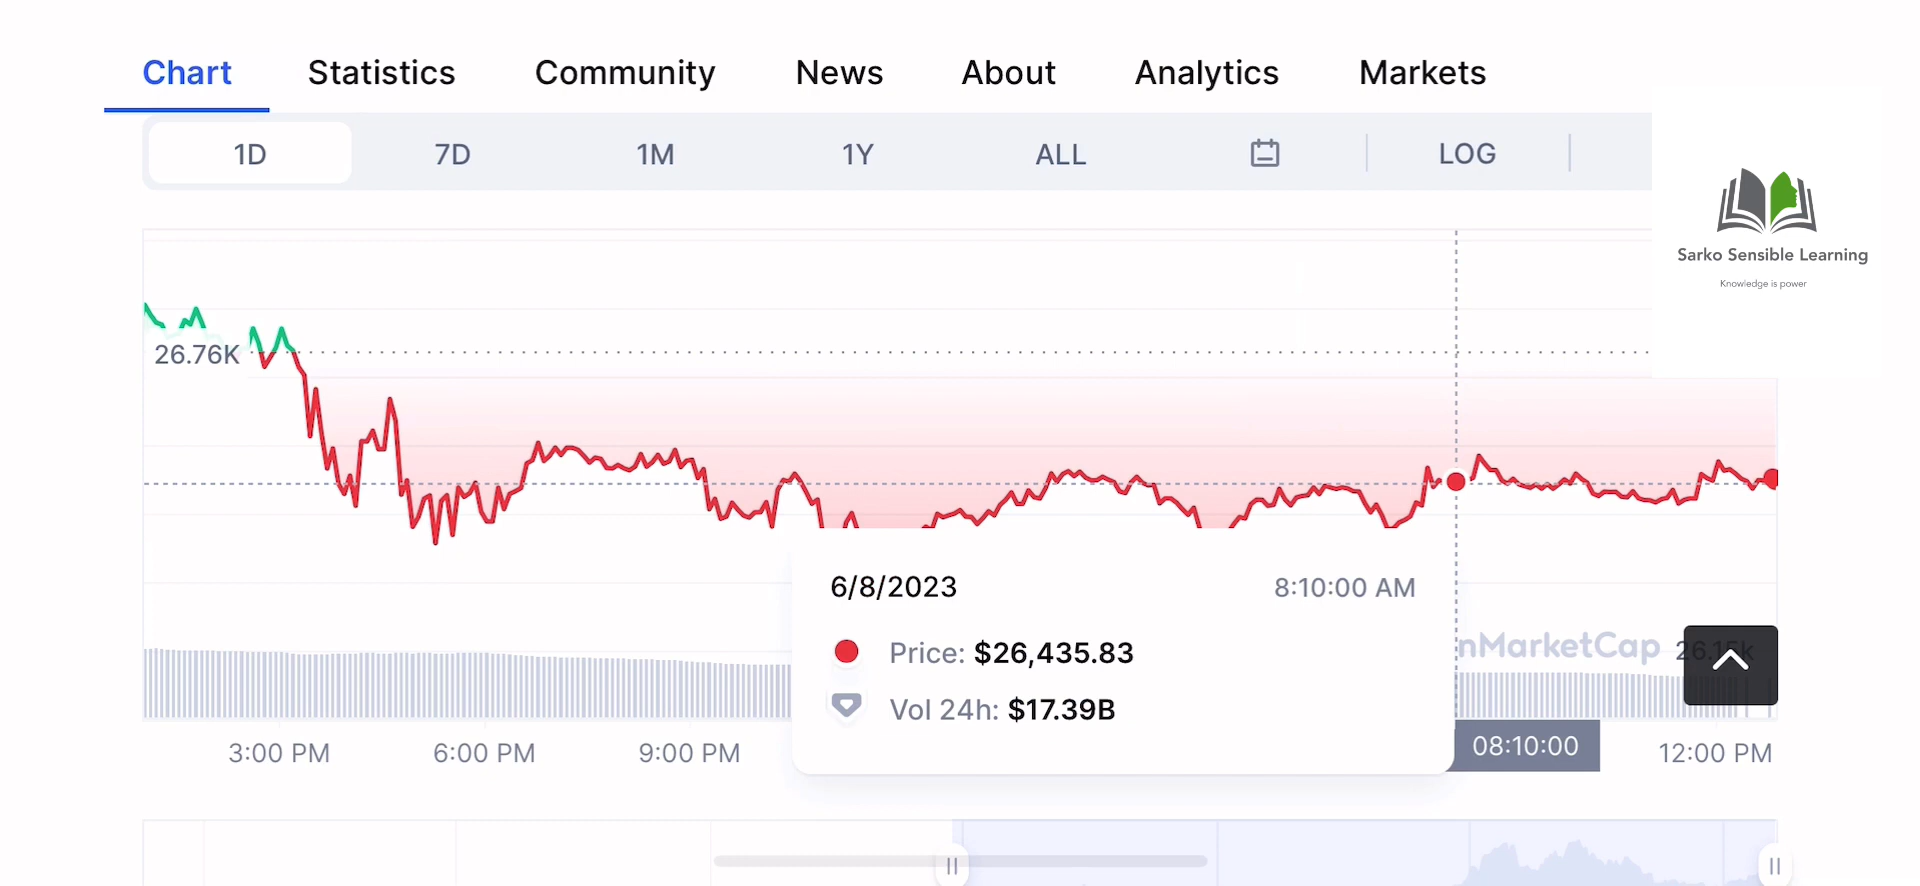 Chart Statistics Community News About Analytics Markets
1D 7D 1M 1Y ALL LOG
Sarko Sensible Learning
Knowledge is power
26.76K
6/8/2023 8:10:00 AM
Price: $26,435.83
Vol 24h: $17.39B
nMarketCap
3:00 PM 6:00 PM 9:00 PM 08:10:00 12:00 PM